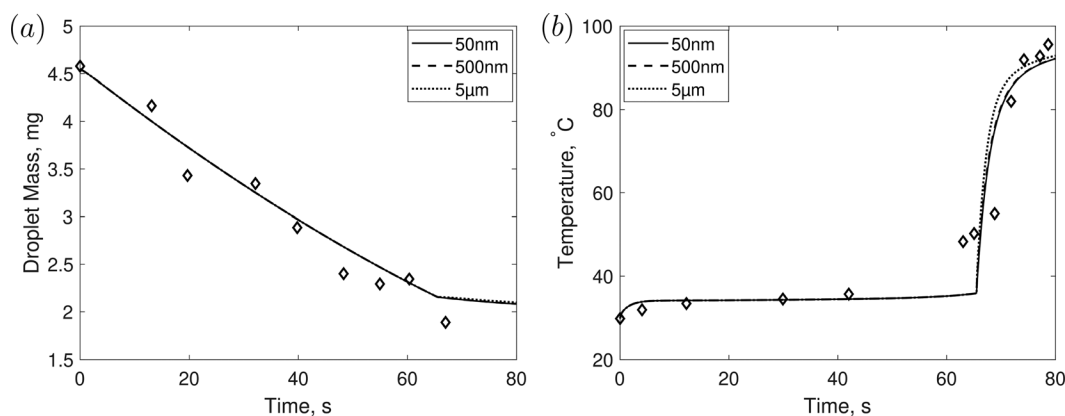 (a)
5
4.5
4
3.5
3
2.5
2
1.5
Droplet Mass, mg
50nm
500nm
5µm
0 20 40 60 80
Time, s
(b)
100
80
60
40
20
Temperature, °C
50nm
500nm
5µm
0 20 40 60 80
Time, s